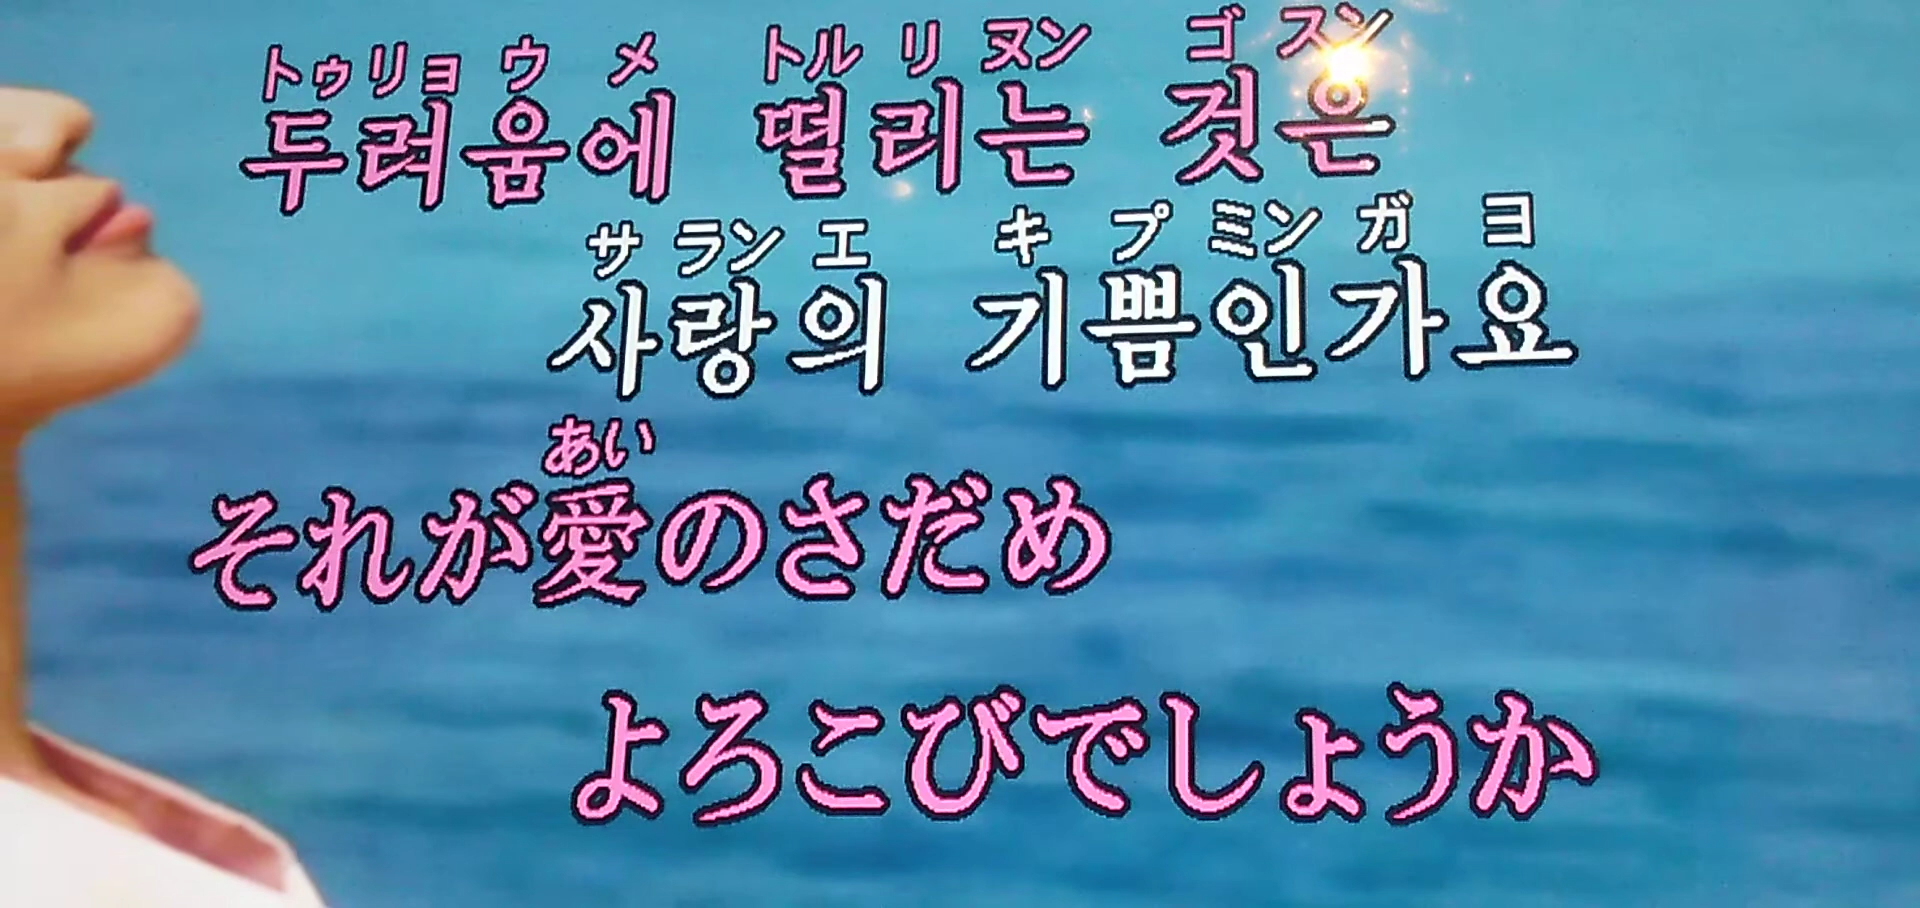 トゥリョウメ トルリヌン ゴスン
두려움에 떨리는 것은
サランエ キプミンガヨ
사랑의 기쁨인가요
あい
それが愛のさだめ
よろこびでしょうか